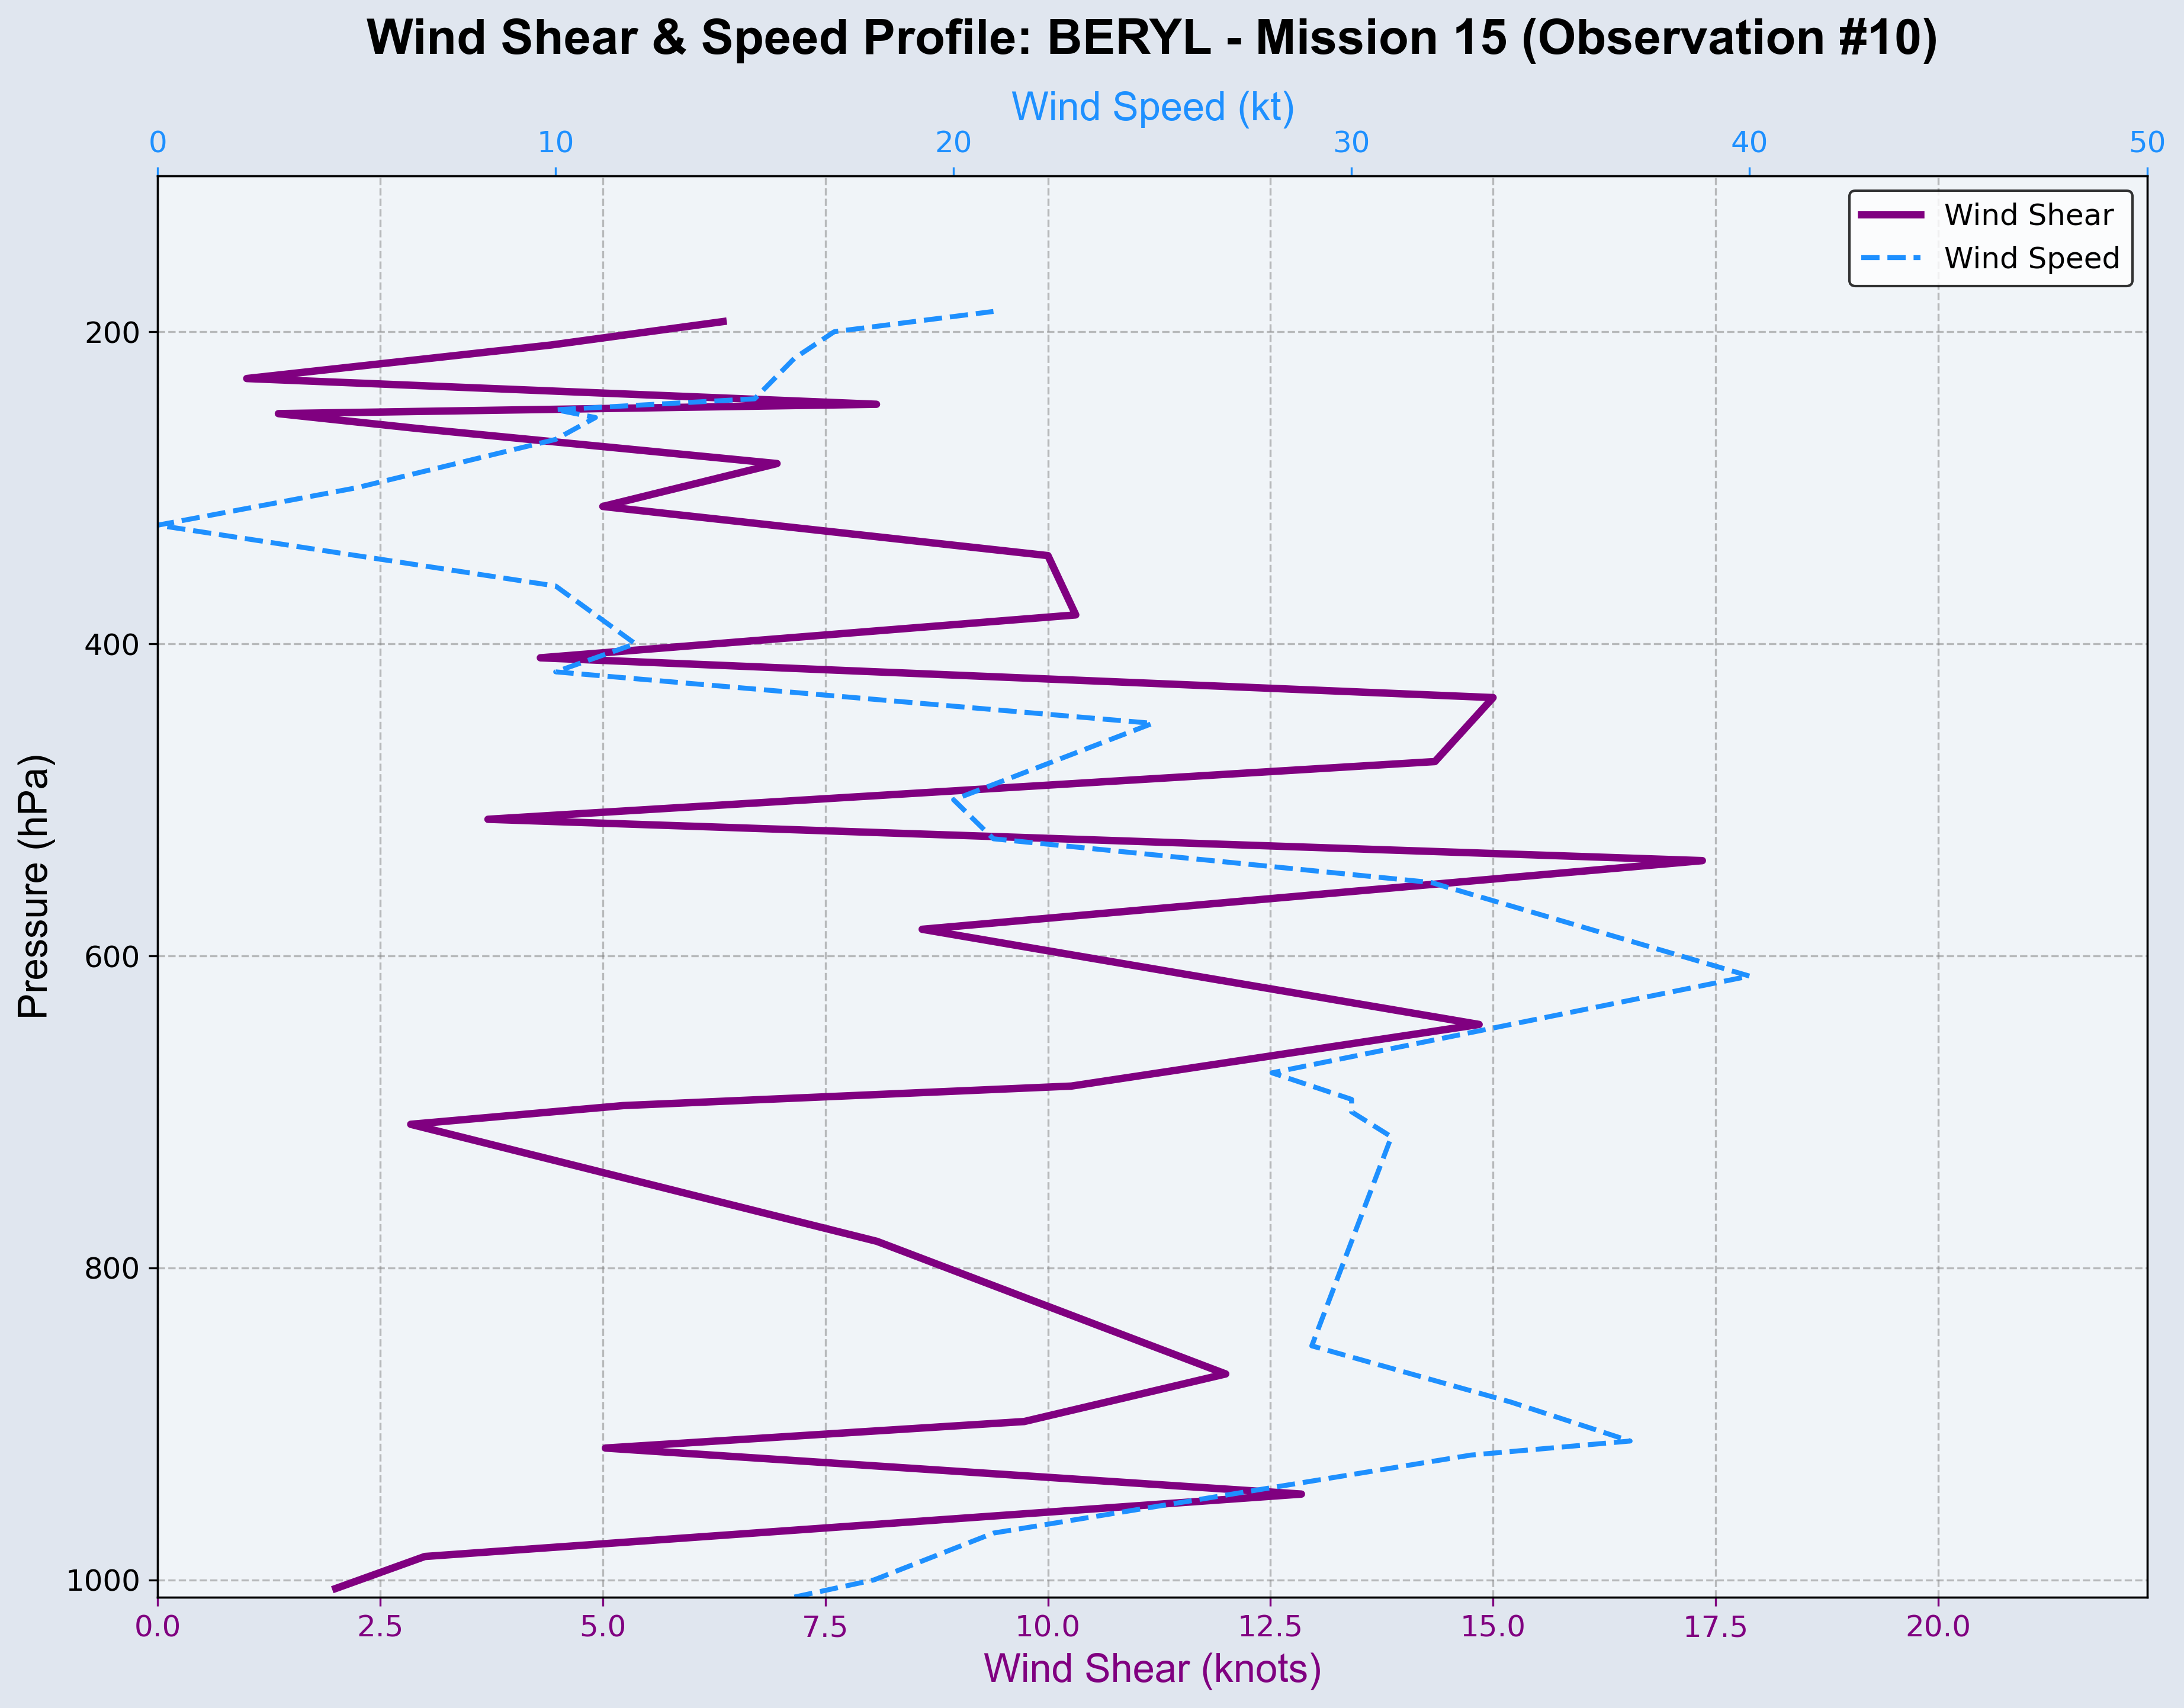 Wind Shear & Speed Profile: BERYL - Mission 15 (Observation #10)
Wind Speed (kt)
0 10 20 30 40 50
Wind Shear
Wind Speed
200
400
600
800
1000
Pressure (hPa)
0.0 2.5 5.0 7.5 10.0 12.5 15.0 17.5 20.0
Wind Shear (knots)